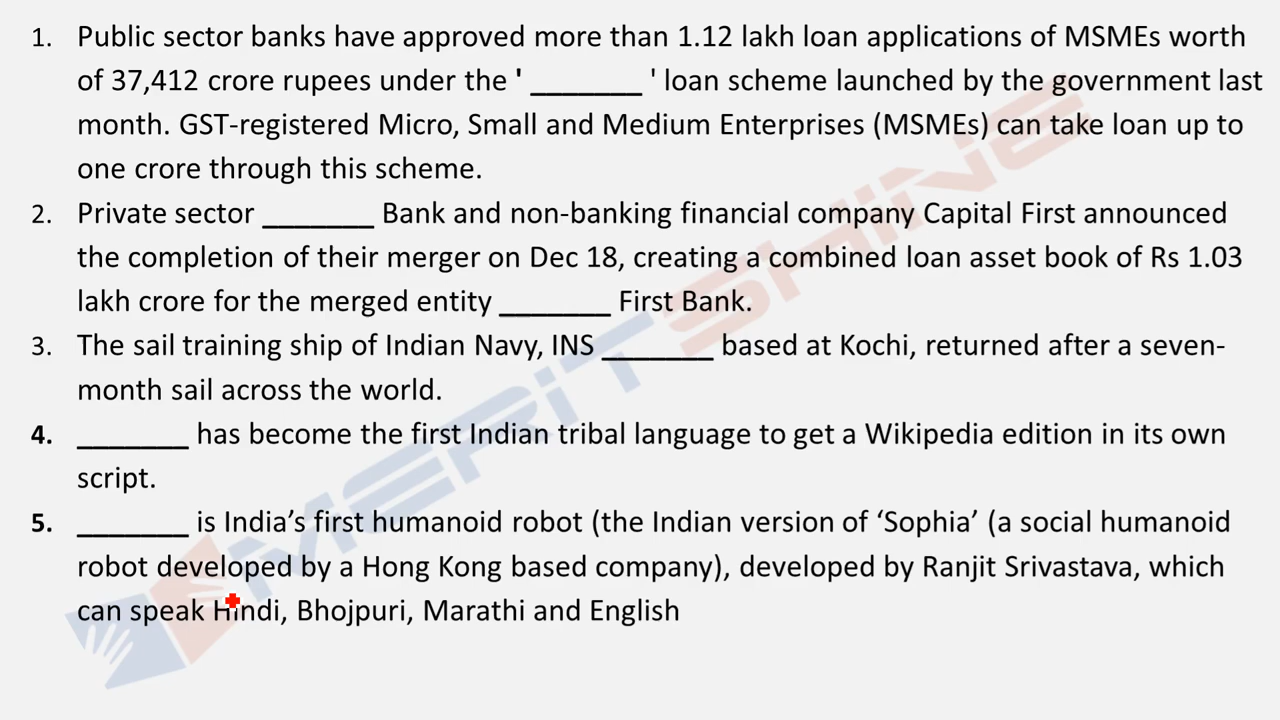 1. Public sector banks have approved more than 1.12 lakh loan applications of MSMEs worth
of 37,412 crore rupees under the ' _______ ' loan scheme launched by the government last
month. GST-registered Micro, Small and Medium Enterprises (MSMEs) can take loan up to
one crore through this scheme.
2. Private sector _______ Bank and non-banking financial company Capital First announced
the completion of their merger on Dec 18, creating a combined loan asset book of Rs 1.03
lakh crore for the merged entity _______ First Bank.
3. The sail training ship of Indian Navy, INS _______ based at Kochi, returned after a seven-
month sail across the world.
4. _______ has become the first Indian tribal language to get a Wikipedia edition in its own
script.
5. _______ is India’s first humanoid robot (the Indian version of ‘Sophia’ (a social humanoid
robot developed by a Hong Kong based company), developed by Ranjit Srivastava, which
can speak Hindi, Bhojpuri, Marathi and English
MERiTSHiNE